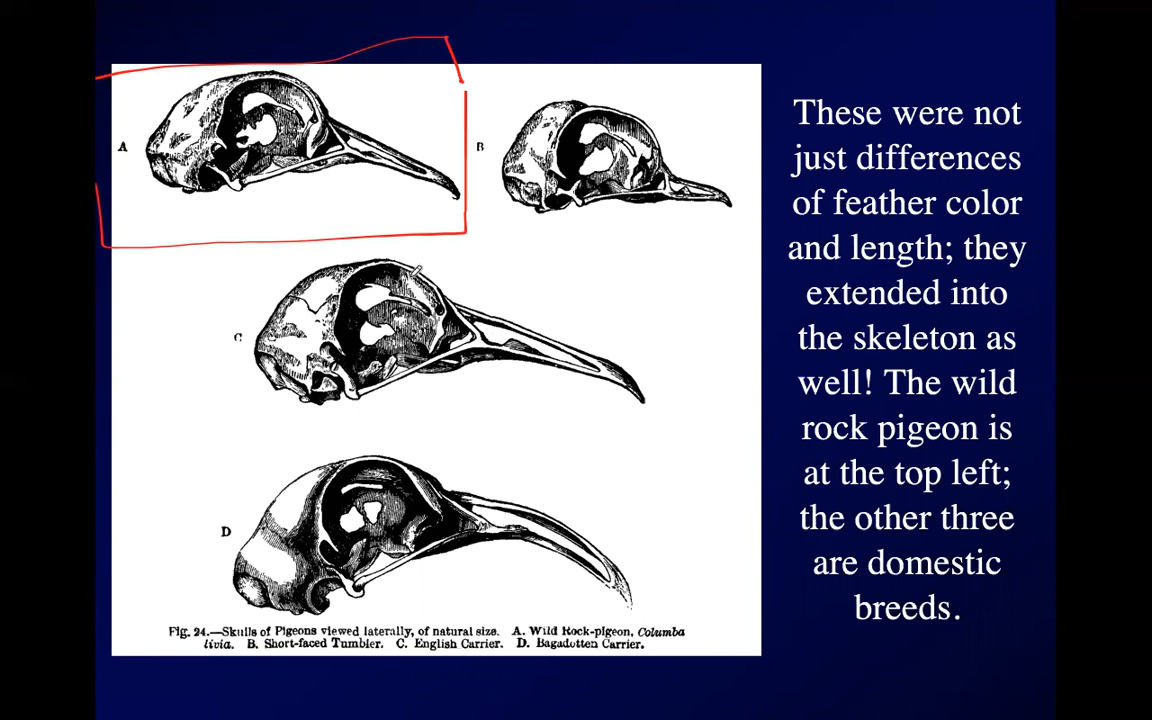 A
B
C
D
Fig. 24.—Skulls of Pigeons viewed laterally, of natural size. A. Wild Rock-pigeon, Columba
livia. B. Short-faced Tumbler. C. English Carrier. D. Bagadotten Carrier.
These were not
just differences
of feather color
and length; they
extended into
the skeleton as
well! The wild
rock pigeon is
at the top left;
the other three
are domestic
breeds.